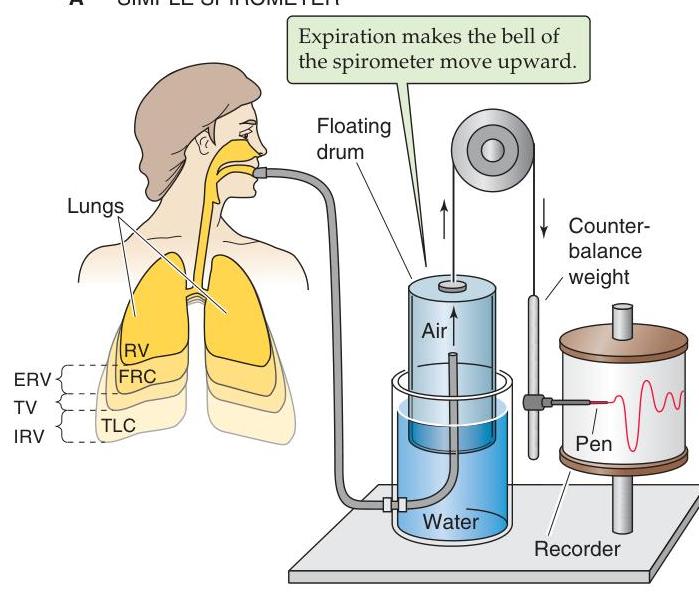 A SIMPLE SPIROMETER
Expiration makes the bell of
the spirometer move upward.
Floating
drum
Lungs
Counter-
balance
weight
Air
RV
FRC
ERV
TV
TLC
IRV
Pen
Water
Recorder